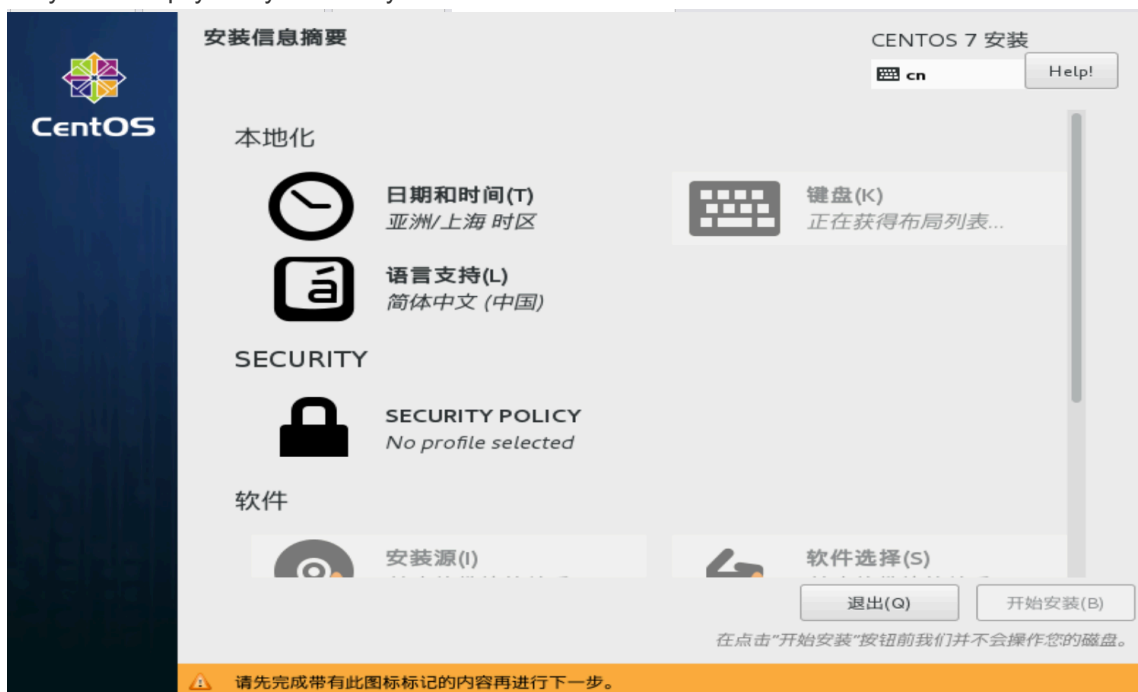 安装信息摘要
CENTOS 7 安装
cn
Help!
CentOS
本地化
日期和时间(T)
亚洲/上海 时区
键盘(K)
正在获得布局列表...
语言支持(L)
简体中文 (中国)
SECURITY
SECURITY POLICY
No profile selected
软件
安装源(I)
软件选择(S)
退出(Q)
开始安装(B)
在点击"开始安装"按钮前我们并不会操作您的磁盘。
请先完成带有此图标标记的内容再进行下一步。